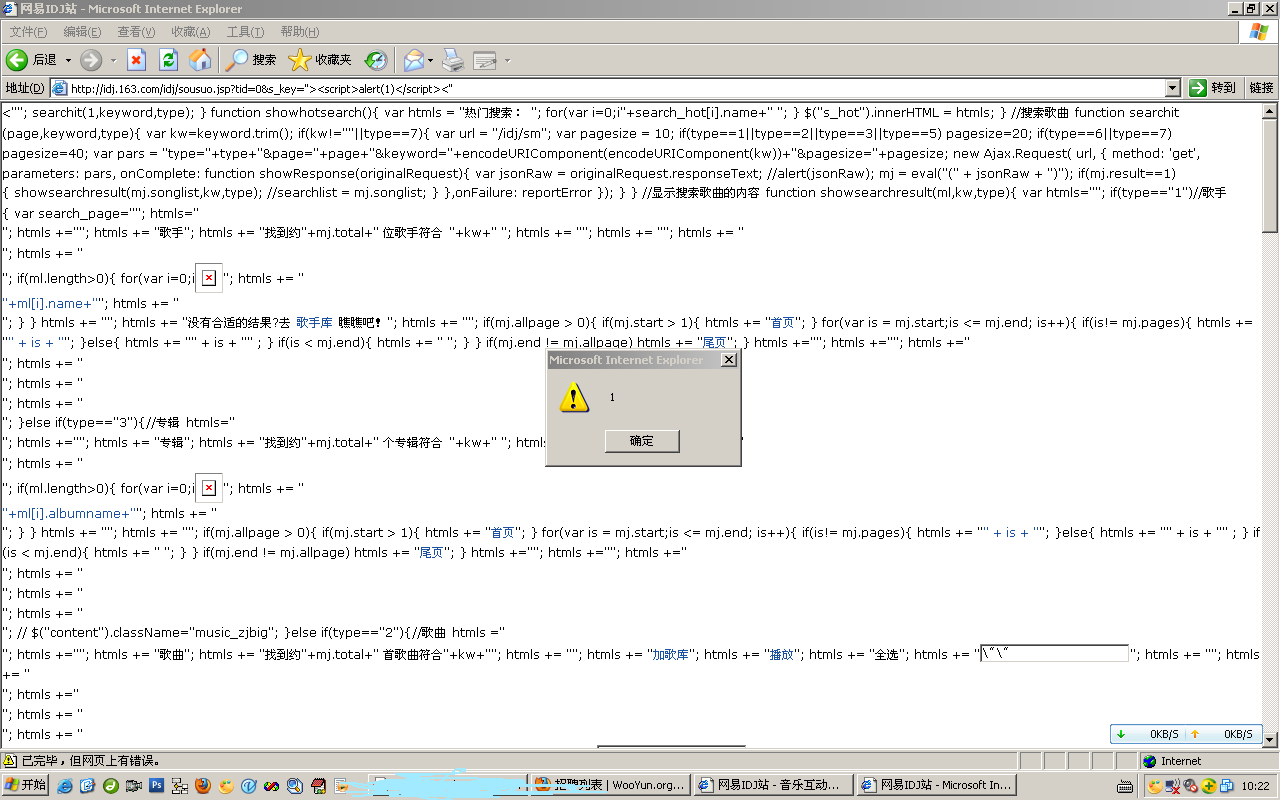 网易IDJ站 - Microsoft Internet Explorer
文件(F) 编辑(E) 查看(V) 收藏(A) 工具(T) 帮助(H)
后退 搜索 收藏夹
地址(D) http://idj.163.com/idj/sousuo.jsp?tid=0&s_key="><script>alert(1)</script><" 转到 链接
<""; searchit(1,keyword,type); } function showhotsearch(){ var htmls = "热门搜索： "; for(var i=0;i"+search_hot[i].name+" "; } $("s_hot").innerHTML = htmls; } //搜索歌曲 function searchit
(page,keyword,type){ var kw=keyword.trim(); if(kw!=""||type==7){ var url = "/idj/sm"; var pagesize = 10; if(type==1||type==2||type==3||type==5) pagesize=20; if(type==6||type==7)
pagesize=40; var pars = "type="+type+"&page="+page+"&keyword="+encodeURIComponent(encodeURIComponent(kw))+"&pagesize="+pagesize; new Ajax.Request( url, { method: 'get',
parameters: pars, onComplete: function showResponse(originalRequest){ var jsonRaw = originalRequest.responseText; //alert(jsonRaw); mj = eval("(" + jsonRaw + ")"); if(mj.result==1)
{ showsearchresult(mj.songlist,kw,type); //searchlist = mj.songlist; } },onFailure: reportError }); } } //显示搜索歌曲的内容 function showsearchresult(ml,kw,type){ var htmls=""; if(type=="1")//歌手
{ var search_page=""; htmls="
"; htmls +=""; htmls += "歌手"; htmls += "找到约"+mj.total+" 位歌手符合 "+kw+" "; htmls += ""; htmls += ""; htmls += "
"; htmls += "
"; if(ml.length>0){ for(var i=0;i "; htmls += "
"+ml[i].name+""; htmls += "
"; } } htmls += ""; htmls += "没有合适的结果?去 歌手库 瞧瞧吧! "; htmls += ""; if(mj.allpage > 0){ if(mj.start > 1){ htmls += "首页"; } for(var is = mj.start;is <= mj.end; is++){ if(is!= mj.pages){ htmls +=
"" + is + ""; }else{ htmls += "" + is + "" ; } if(is < mj.end){ htmls += " "; } } if(mj.end != mj.allpage) htmls += "尾页"; } htmls +=""; htmls +=""; htmls +="
"; htmls += "
"; htmls += "
"; htmls += "
"; }else if(type=="3"){//专辑 htmls="
"; htmls +=""; htmls += "专辑"; htmls += "找到约"+mj.total+" 个专辑符合 "+kw+" "; htmls "
"; htmls += "
"; if(ml.length>0){ for(var i=0;i "; htmls += "
"+ml[i].albumname+""; htmls += "
"; } } htmls += ""; htmls += ""; if(mj.allpage > 0){ if(mj.start > 1){ htmls += "首页"; } for(var is = mj.start;is <= mj.end; is++){ if(is!= mj.pages){ htmls += "" + is + ""; }else{ htmls += "" + is + "" ; } if
(is < mj.end){ htmls += " "; } } if(mj.end != mj.allpage) htmls += "尾页"; } htmls +=""; htmls +=""; htmls +="
"; htmls += "
"; htmls += "
"; htmls += "
"; // $("content").className="music_zjbig"; }else if(type=="2"){//歌曲 htmls ="
"; htmls +=""; htmls += "歌曲"; htmls += "找到约"+mj.total+" 首歌曲符合"+kw+""; htmls += ""; htmls += "加歌库"; htmls += "播放"; htmls += "全选"; htmls += " \"\" "; htmls += ""; htmls
+= "
"; htmls +="
"; htmls += "
"; htmls += "
Microsoft Internet Explorer
1
确定
0KB/S 0KB/S
已完毕，但网页上有错误。 Internet
开始 招聘列表 | WooYun.org... 网易IDJ站 - 音乐互动... 网易IDJ站 - Microsoft In... 10:22